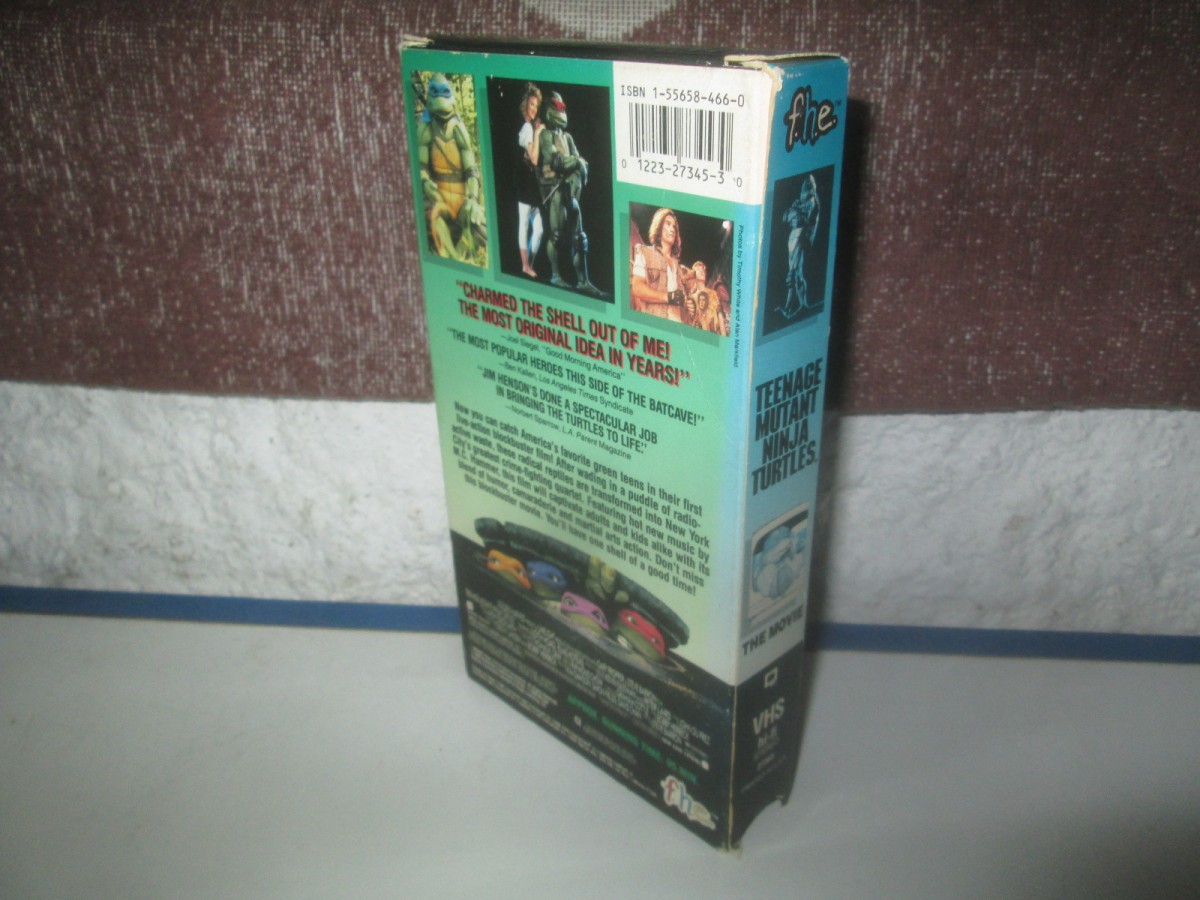 ISBN 1-55658-466-0
0 1223-27345-3 0
Photos by Timothy White and Alan Markfield
"CHARMED THE SHELL OUT OF ME!
THE MOST ORIGINAL IDEA IN YEARS!"
—Joel Siegel, "Good Morning America"
"THE MOST POPULAR HEROES THIS SIDE OF THE BATCAVE!"
—Ben Kallen, Los Angeles Times Syndicate
"JIM HENSON'S DONE A SPECTACULAR JOB
IN BRINGING THE TURTLES TO LIFE."
—Norbert Sparrow, L.A. Parent Magazine
Now you can catch America's favorite green teens in their first
live-action blockbuster film! After wading in a puddle of radio-
active waste, these radical reptiles are transformed into New York
City's greatest crime-fighting quartet. Featuring hot new music by
M.C. Hammer, this film will captivate adults and kids alike with its
blend of humor, camaraderie and martial arts action. Don't miss
this blockbuster movie. You'll have one shell of a good time!
APPROX. RUNNING TIME:
f.h.e.™
f.h.e.™
TEENAGE
MUTANT
NINJA
TURTLES.
THE MOVIE
VHS